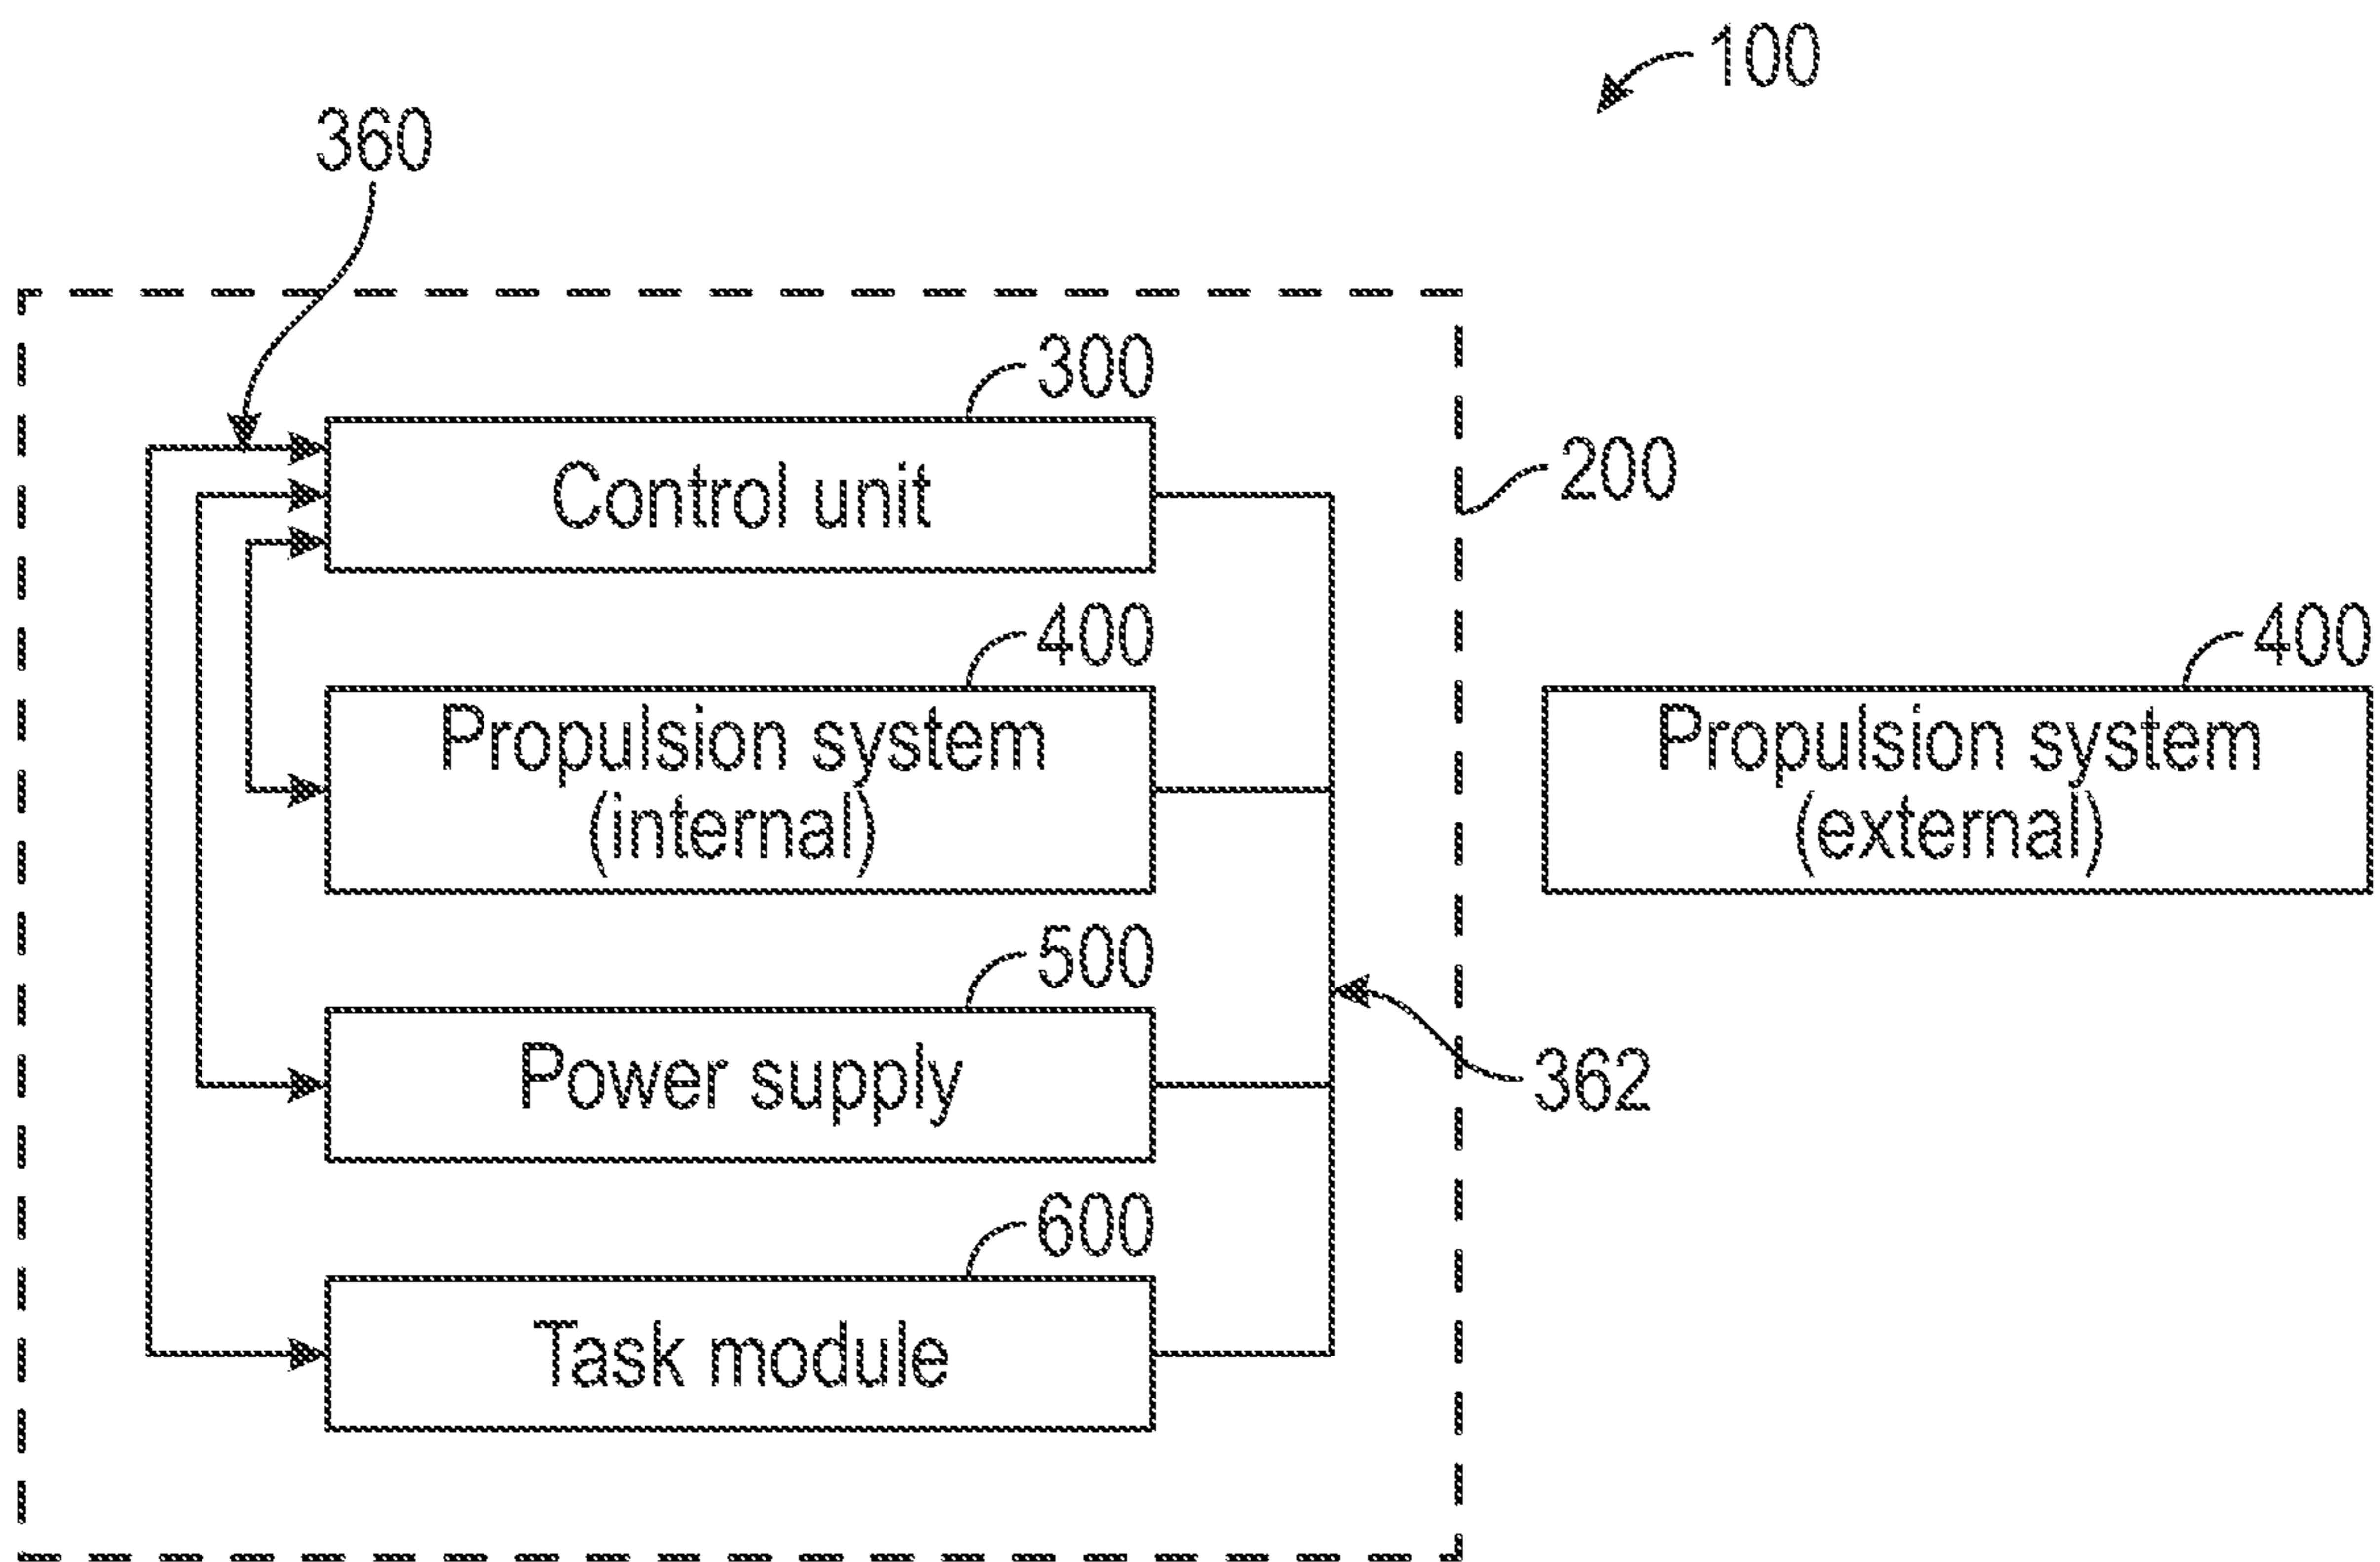 100
360
300
Control unit
200
400
Propulsion system
(internal)
400
Propulsion system
(external)
500
Power supply
362
600
Task module